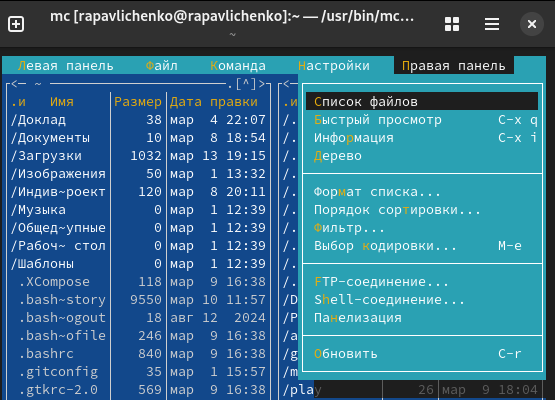 mc [rapavlichenko@rapavlichenko]:~ — /usr/bin/mc…
~
Левая панель Файл Команда Настройки Правая панель
<— ~ .[^]> <—
.и Имя Размер Дата правки .и
/Доклад 38 мар 4 22:07 /. Список файлов
/Документы 10 мар 8 18:54 /. Быстрый просмотр C-x q
/Загрузки 1032 мар 13 19:15 /. Информация C-x i
/Изображения 50 мар 1 13:32 /. Дерево
/Индив~роект 120 мар 8 20:11 /.
/Музыка 0 мар 1 12:39 /. Формат списка...
/Общед~упные 0 мар 1 12:39 /. Порядок сортировки...
/Рабоч~ стол 0 мар 1 12:39 /. Фильтр...
/Шаблоны 0 мар 1 12:39 /. Выбор кодировки... M-e
.XCompose 118 мар 9 16:38 /.
.bash~story 9550 мар 10 11:57 /D FTP-соединение...
.bash~ogout 18 авг 12 2024 /P Shell-соединение...
.bash~ofile 246 мар 9 16:38 /a Панелизация
.bashrc 840 мар 9 16:38 /g
.gitconfig 35 мар 1 15:57 /m Обновить C-r
.gtkrc-2.0 569 мар 9 16:38 /play 26 мар 9 18:04